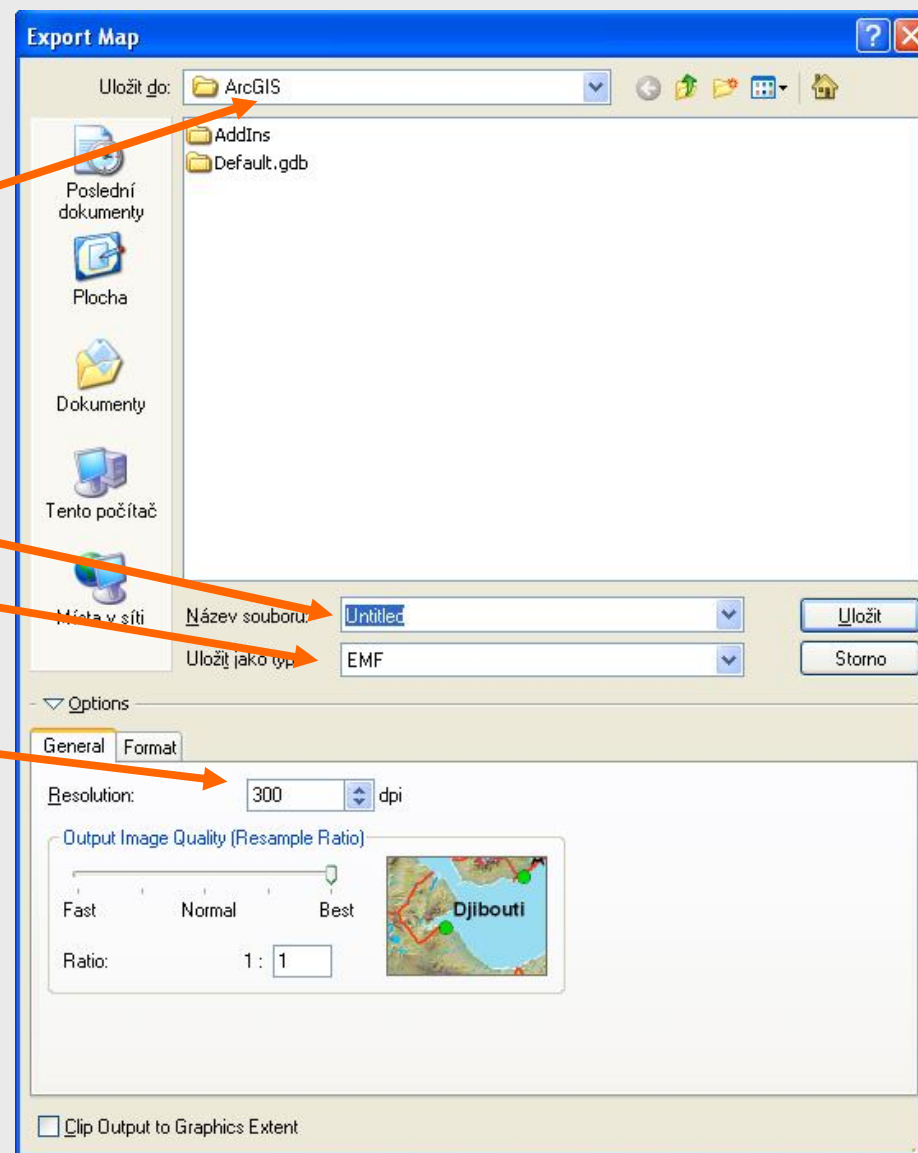 Export Map
Uložit do: ArcGIS
AddIns
Default.gdb
Poslední
dokumenty
Plocha
Dokumenty
Tento počítač
Místa v síti
Název souboru: Untitled
Uložit
Uložit jako typ EMF
Storno
Options
General Format
Resolution: 300 dpi
Output Image Quality (Resample Ratio)
Fast Normal Best
Djibouti
Ratio: 1 : 1
Clip Output to Graphics Extent